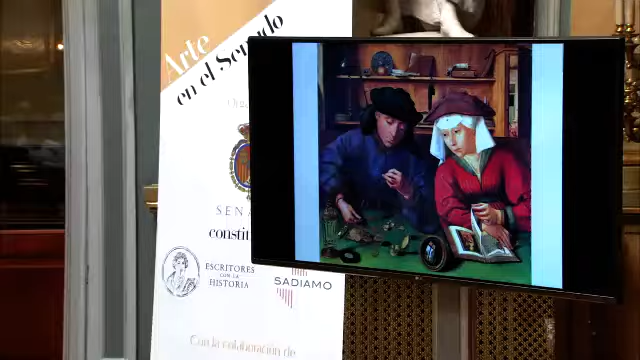 Arte
en el Senado
SENA
constit
ESCRITORES
CON LA
HISTORIA
SADIAMO
Con la colaboración de